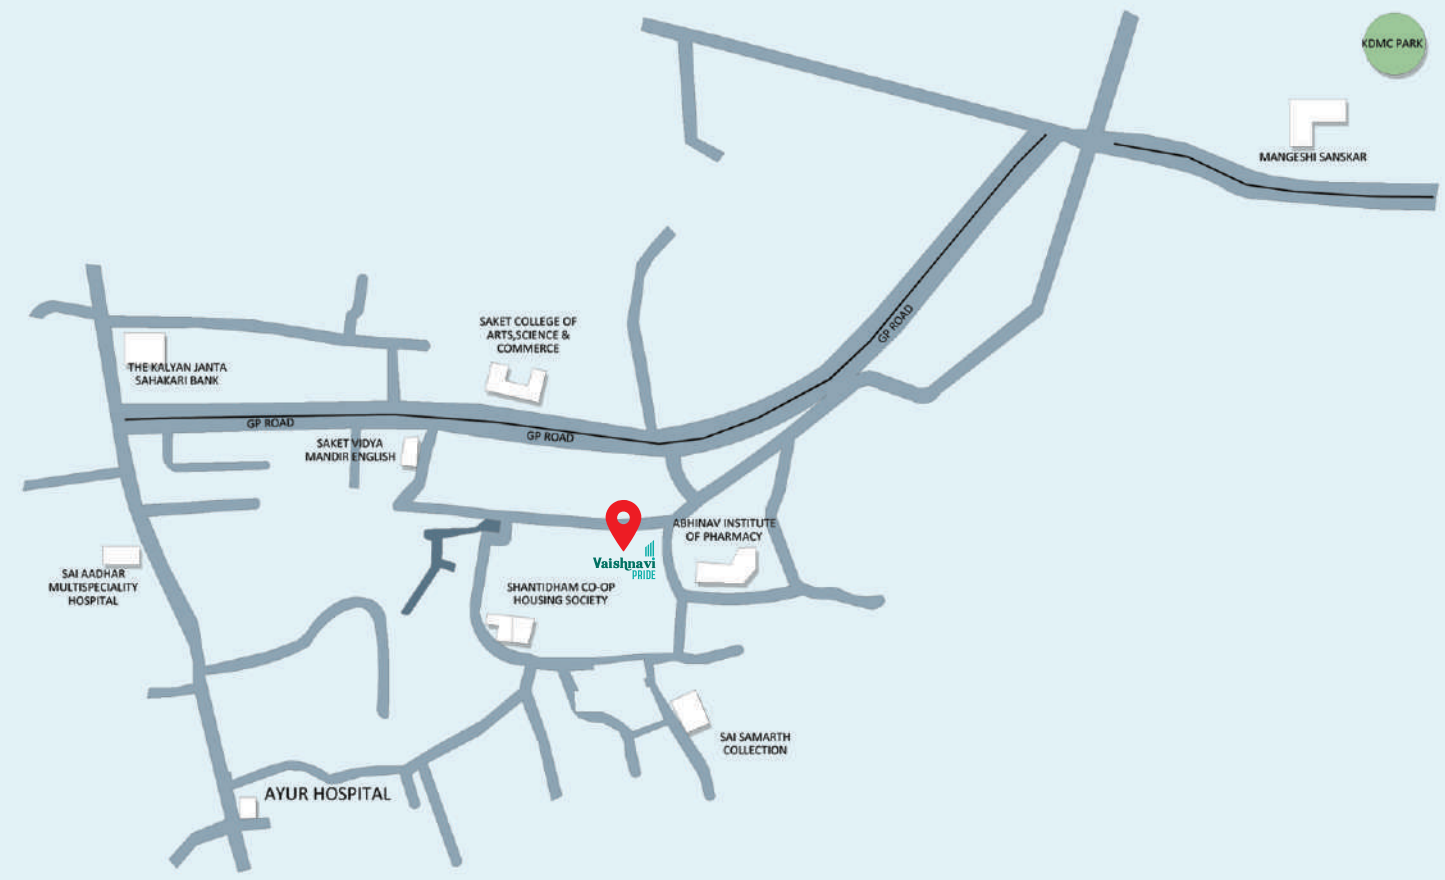 KDMC PARK
MANGESHI SANSKAR
SAKET COLLEGE OF
ARTS,SCIENCE &
COMMERCE
GP ROAD
THE KALYAN JANTA
SAHAKARI BANK
GP ROAD
GP ROAD
SAKET VIDYA
MANDIR ENGLISH
ABHINAV INSTITUTE
OF PHARMACY
Vaishnavi
PRIDE
SAI AADHAR
MULTISPECIALITY
HOSPITAL
SHANTIDHAM CO-OP
HOUSING SOCIETY
SAI SAMARTH
COLLECTION
AYUR HOSPITAL